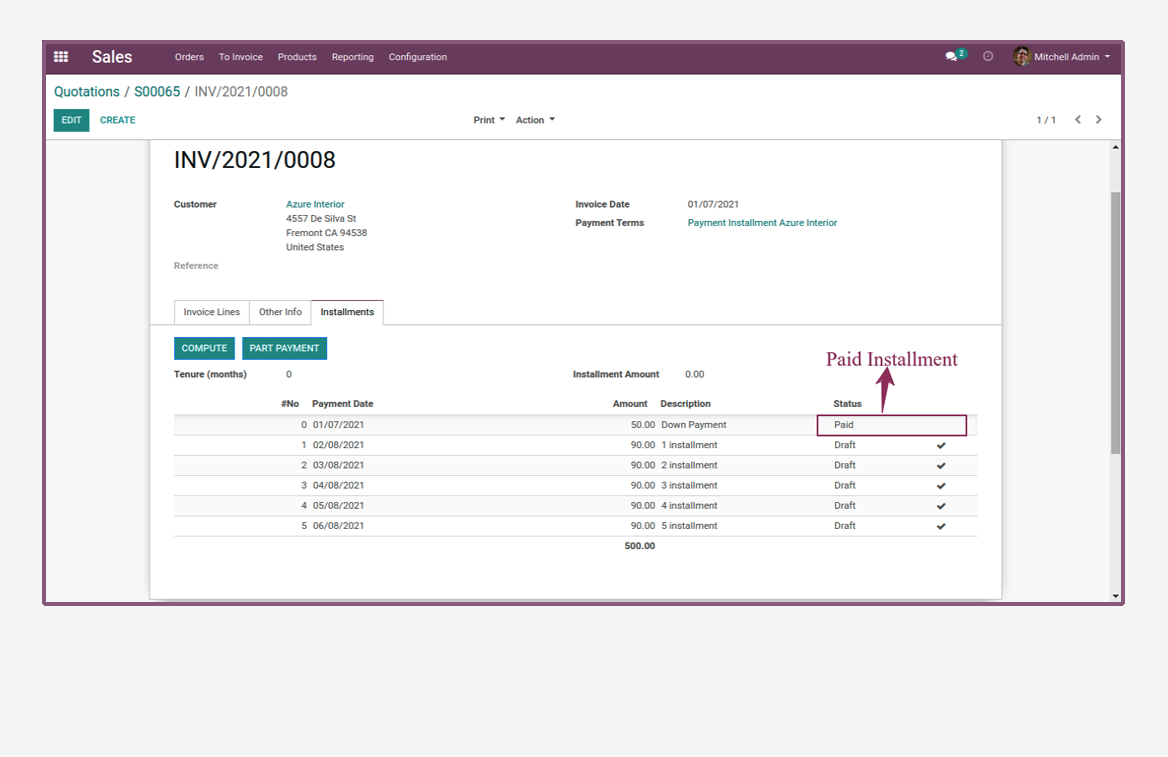 Sales Orders To Invoice Products Reporting Configuration 2 Mitchell Admin
Quotations / S00065 / INV/2021/0008
EDIT CREATE Print Action 1 / 1
INV/2021/0008
Customer Azure Interior Invoice Date 01/07/2021
4557 De Silva St Payment Terms Payment Installment Azure Interior
Fremont CA 94538
United States
Reference
Invoice Lines Other Info Installments
COMPUTE PART PAYMENT
Paid Installment
Tenure (months) 0 Installment Amount 0.00
#No Payment Date Amount Description Status
0 01/07/2021 50.00 Down Payment Paid
1 02/08/2021 90.00 1 installment Draft
2 03/08/2021 90.00 2 installment Draft
3 04/08/2021 90.00 3 installment Draft
4 05/08/2021 90.00 4 installment Draft
5 06/08/2021 90.00 5 installment Draft
500.00